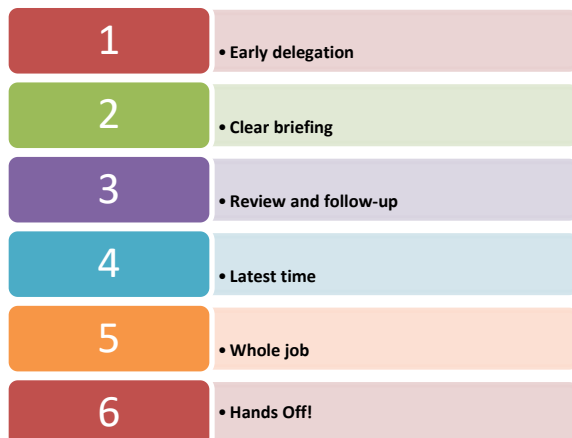 1
• Early delegation
2
• Clear briefing
3
• Review and follow-up
4
• Latest time
5
• Whole job
6
• Hands Off!